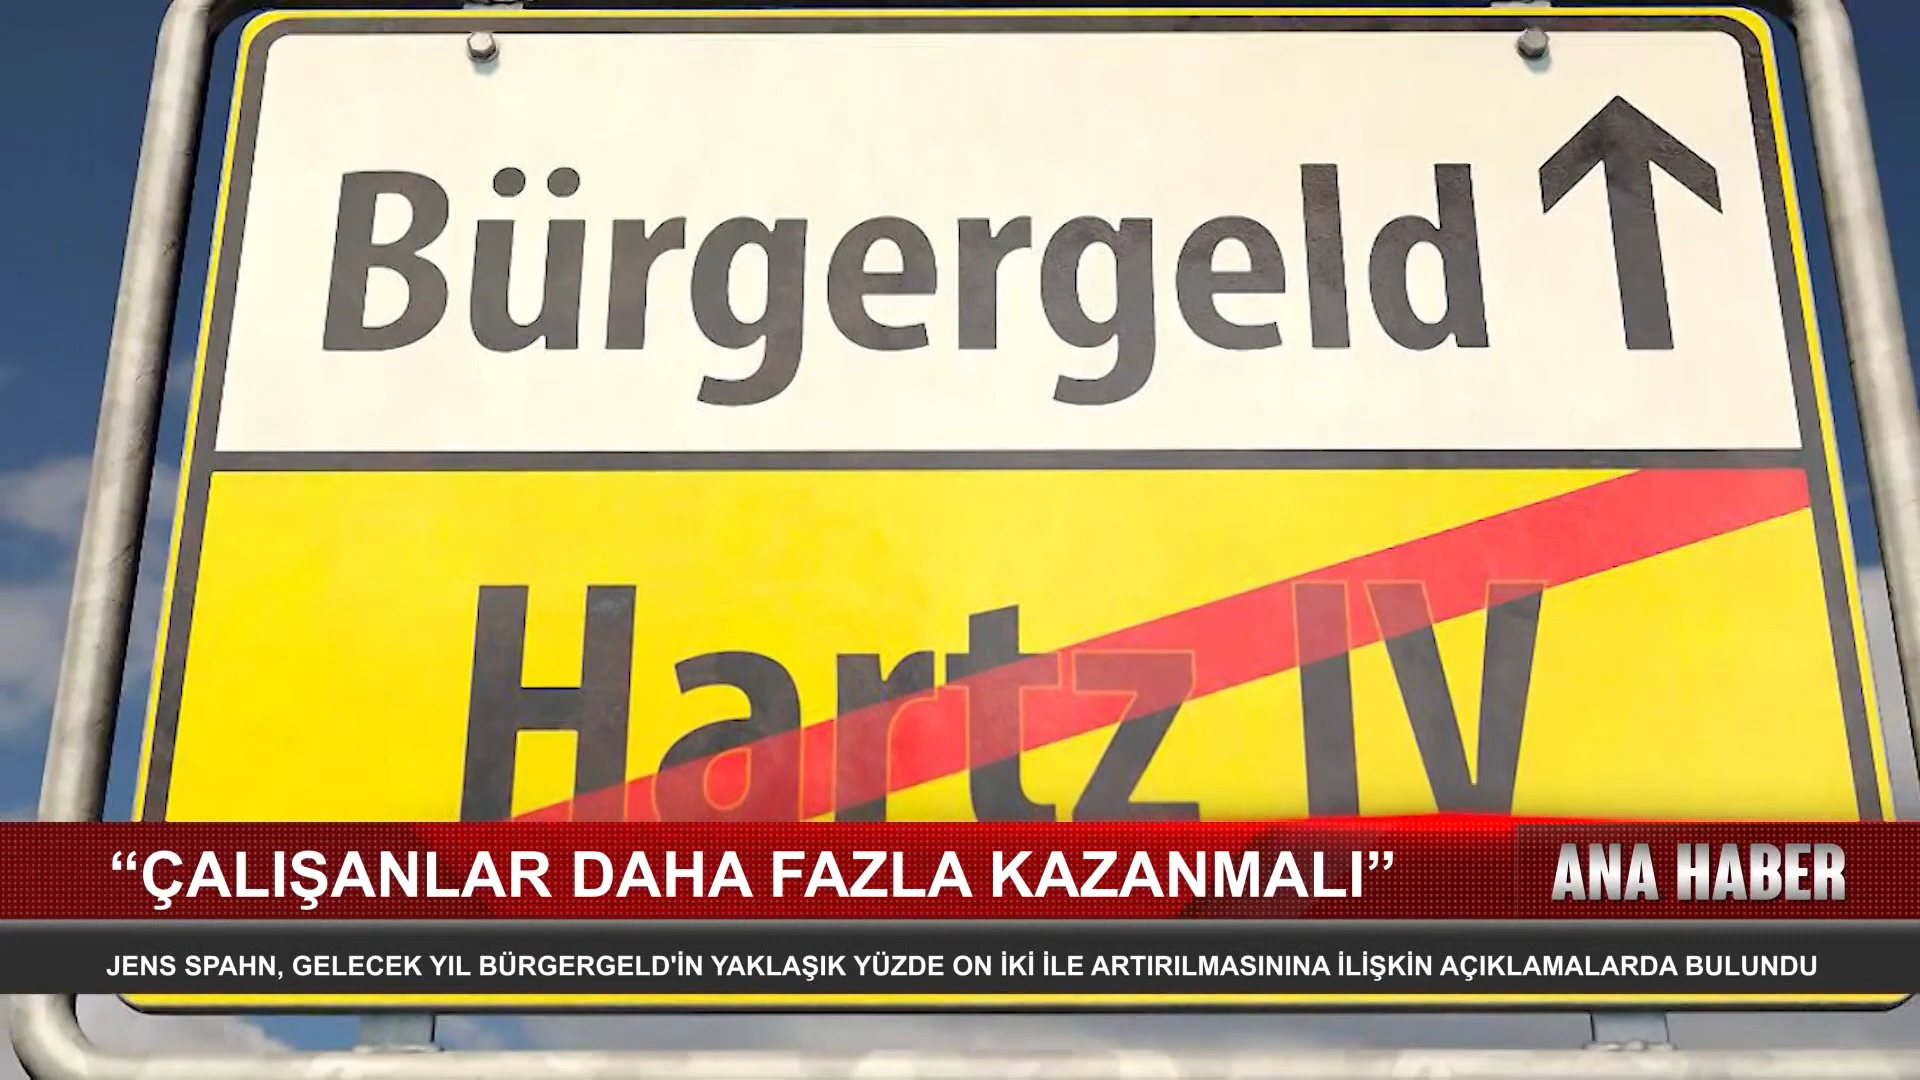 Bürgergeld
Hartz IV
“ÇALIŞANLAR DAHA FAZLA KAZANMALI”
ANA HABER
JENS SPAHN, GELECEK YIL BÜRGERGELD'İN YAKLAŞIK YÜZDE ON İKİ İLE ARTIRILMASININA İLİŞKİN AÇIKLAMALARDA BULUNDU